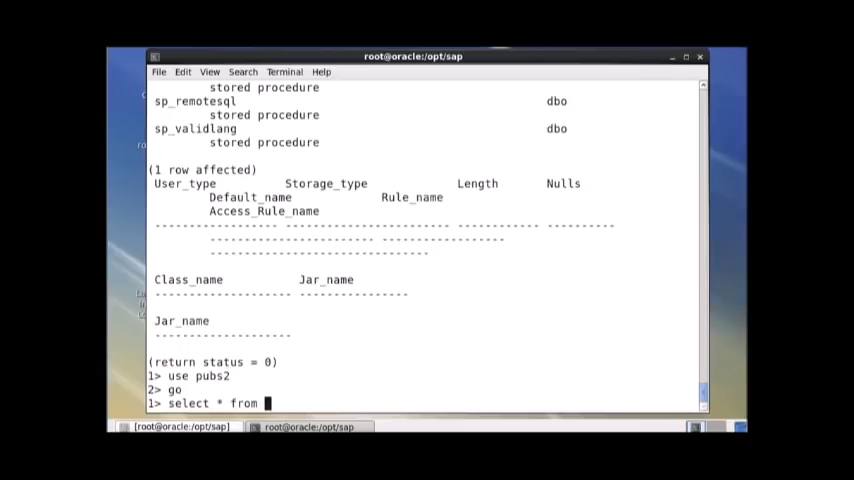 root@oracle:/opt/sap
File Edit View Search Terminal Help
stored procedure
sp_remotesql dbo
stored procedure
sp_validlang dbo
stored procedure
(1 row affected)
User_type Storage_type Length Nulls
Default_name Rule_name
Access_Rule_name
----------------- ----------------------- ------------ ----------
----------------------- ------------------
------------------------------
Class_name Jar_name
------------------- ---------------
Jar_name
-------------------
(return status = 0)
1> use pubs2
2> go
1> select * from
[root@oracle:/opt/sap] root@oracle:/opt/sap